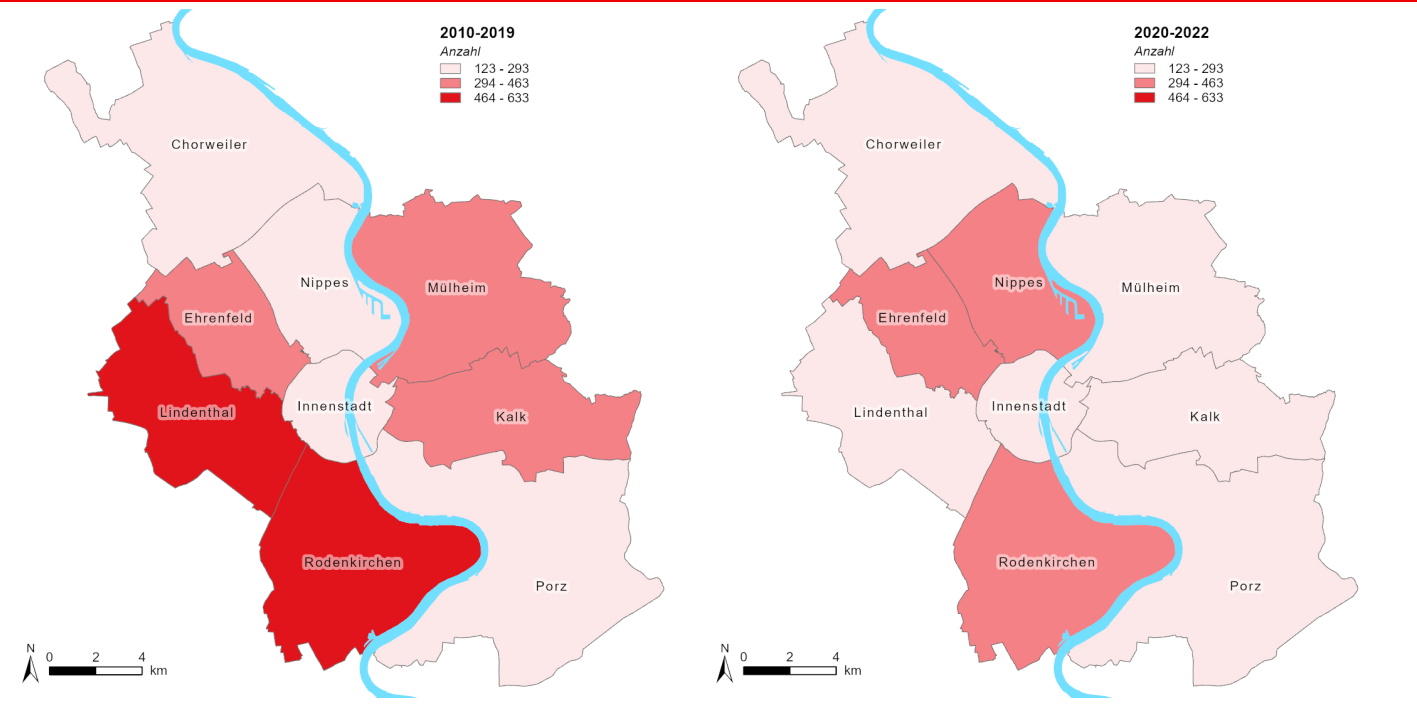 2010-2019
Anzahl
123 - 293
294 - 463
464 - 633
Chorweiler
Nippes
Mülheim
Ehrenfeld
Lindenthal
Innenstadt
Kalk
Rodenkirchen
Porz
N
0 2 4 km
2020-2022
Anzahl
123 - 293
294 - 463
464 - 633
Chorweiler
Nippes
Mülheim
Ehrenfeld
Lindenthal
Innenstadt
Kalk
Rodenkirchen
Porz
N
0 2 4 km